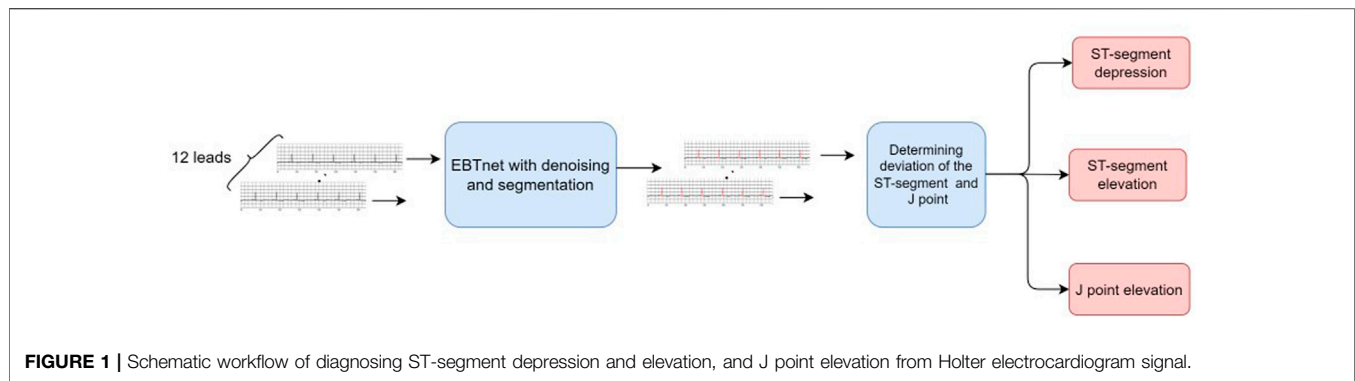 12 leads
EBTnet with denoising
and segmentation
Determining
deviation of the
ST-segment and
J point
ST-segment
depression
ST-segment
elevation
J point elevation
FIGURE 1 | Schematic workflow of diagnosing ST-segment depression and elevation, and J point elevation from Holter electrocardiogram signal.